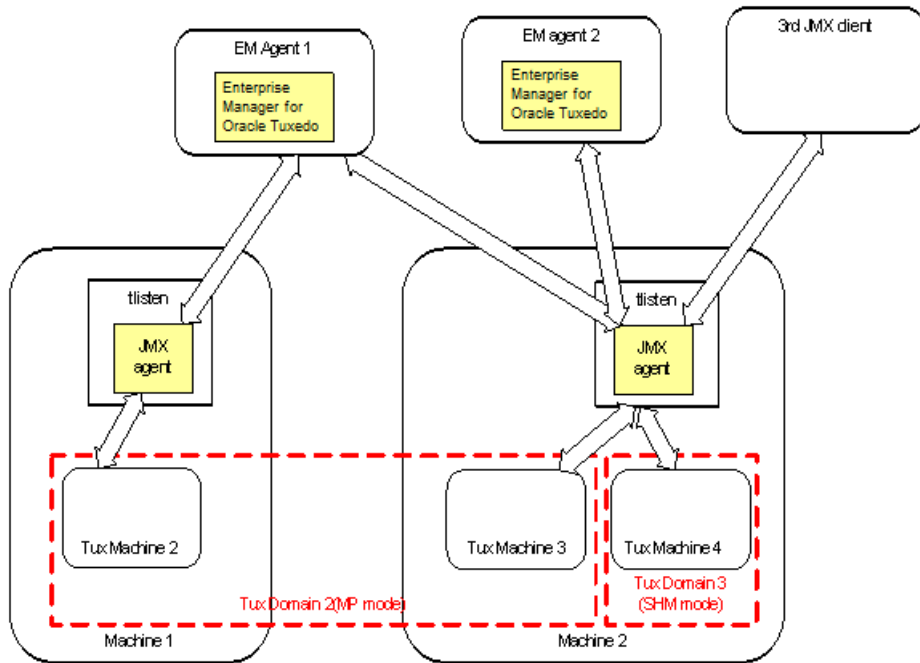 EM Agent 1
Enterprise
Manager for
Oracle Tuxedo
EM agent 2
Enterprise
Manager for
Oracle Tuxedo
3rd JMX client
tlisten
JMX
agent
tlisten
JMX
agent
Tux Machine 2
Tux Machine 3
Tux Machine 4
Tux Domain 2(MP mode)
Tux Domain 3
(SHM mode)
Machine 1
Machine 2